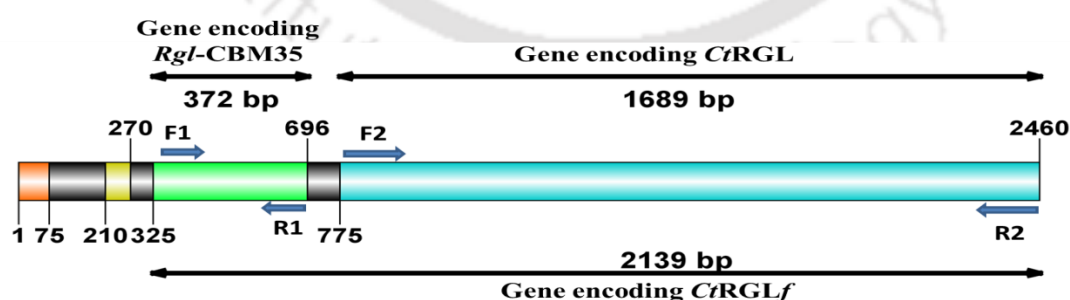 Gene encoding
Rgl-CBM35
Gene encoding CtRGL
372 bp
1689 bp
270 F1 696 F2 2460
1 75 210 325 R1 775 R2
2139 bp
Gene encoding CtRGLf